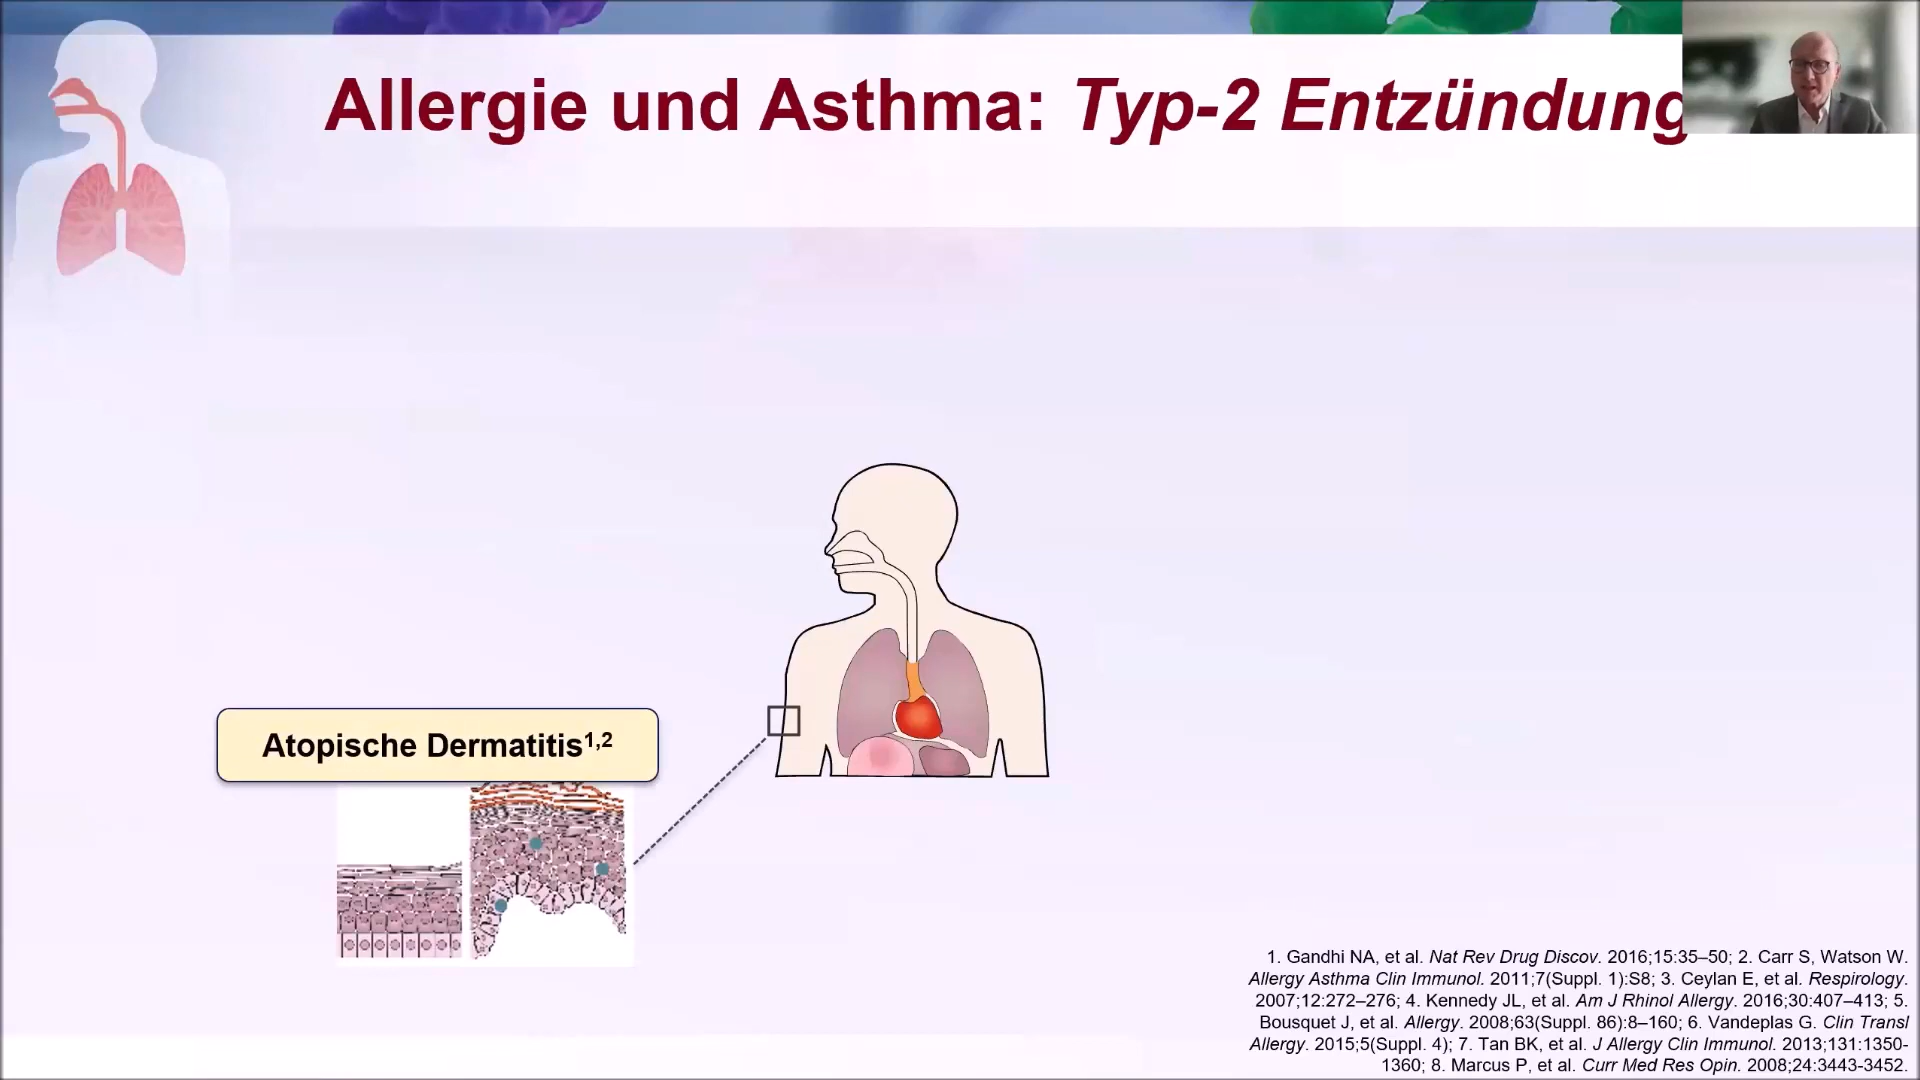 Allergie und Asthma: Typ-2 Entzündung
Atopische Dermatitis1,2
1. Gandhi NA, et al. Nat Rev Drug Discov. 2016;15:35–50; 2. Carr S, Watson W.
Allergy Asthma Clin Immunol. 2011;7(Suppl. 1):S8; 3. Ceylan E, et al. Respirology.
2007;12:272–276; 4. Kennedy JL, et al. Am J Rhinol Allergy. 2016;30:407–413; 5.
Bousquet J, et al. Allergy. 2008;63(Suppl. 86):8–160; 6. Vandeplas G. Clin Transl
Allergy. 2015;5(Suppl. 4); 7. Tan BK, et al. J Allergy Clin Immunol. 2013;131:1350-
1360; 8. Marcus P, et al. Curr Med Res Opin. 2008;24:3443-3452.